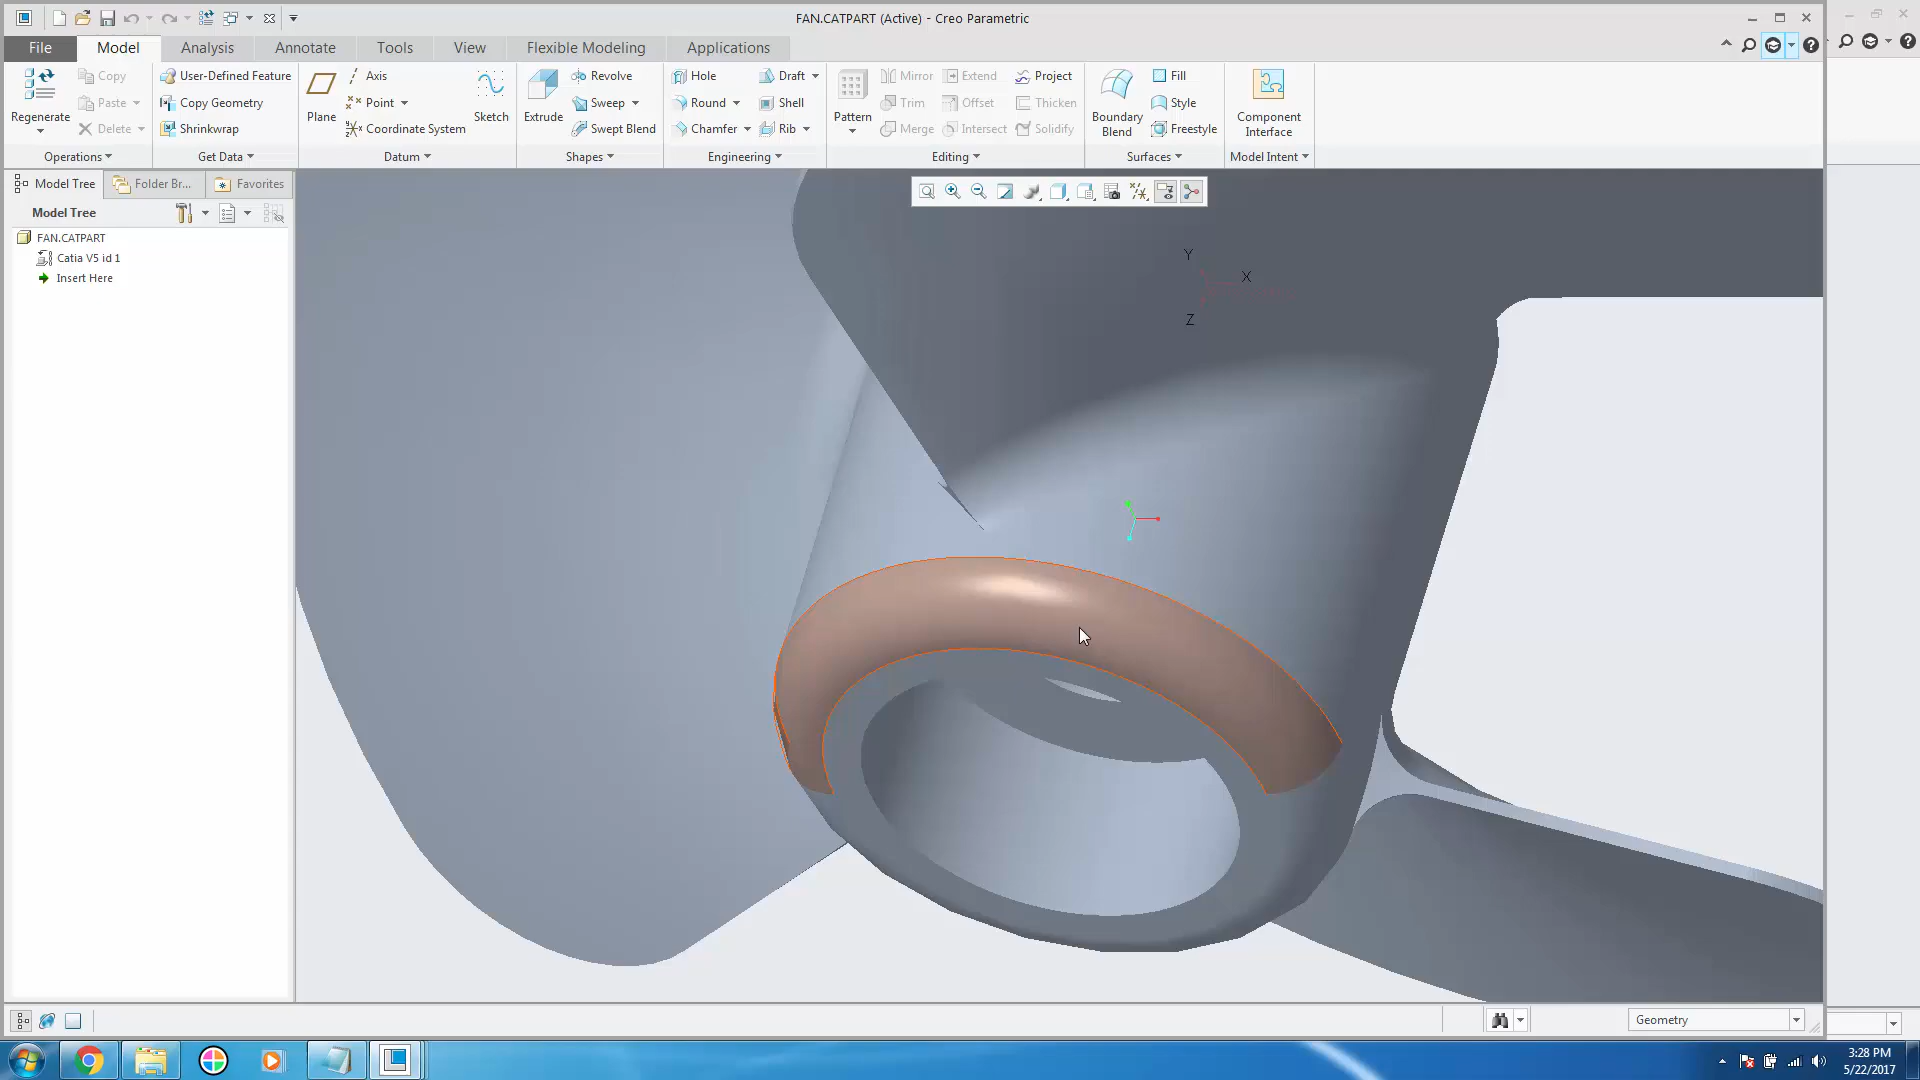 FAN.CATPART (Active) - Creo Parametric
File Model Analysis Annotate Tools View Flexible Modeling Applications
Regenerate
Copy
Paste
Delete
Operations
User-Defined Feature
Copy Geometry
Shrinkwrap
Get Data
Plane
Axis
Point
Coordinate System
Sketch
Datum
Extrude
Revolve
Sweep
Swept Blend
Shapes
Hole
Round
Chamfer
Draft
Shell
Rib
Engineering
Pattern
Mirror
Trim
Merge
Extend
Offset
Intersect
Project
Thicken
Solidify
Editing
Boundary
Blend
Fill
Style
Freestyle
Surfaces
Component
Interface
Model Intent
Model Tree Folder Br... Favorites
Model Tree
FAN.CATPART
Catia V5 id 1
Insert Here
Y
X
Z
Geometry
3:28 PM
5/22/2017